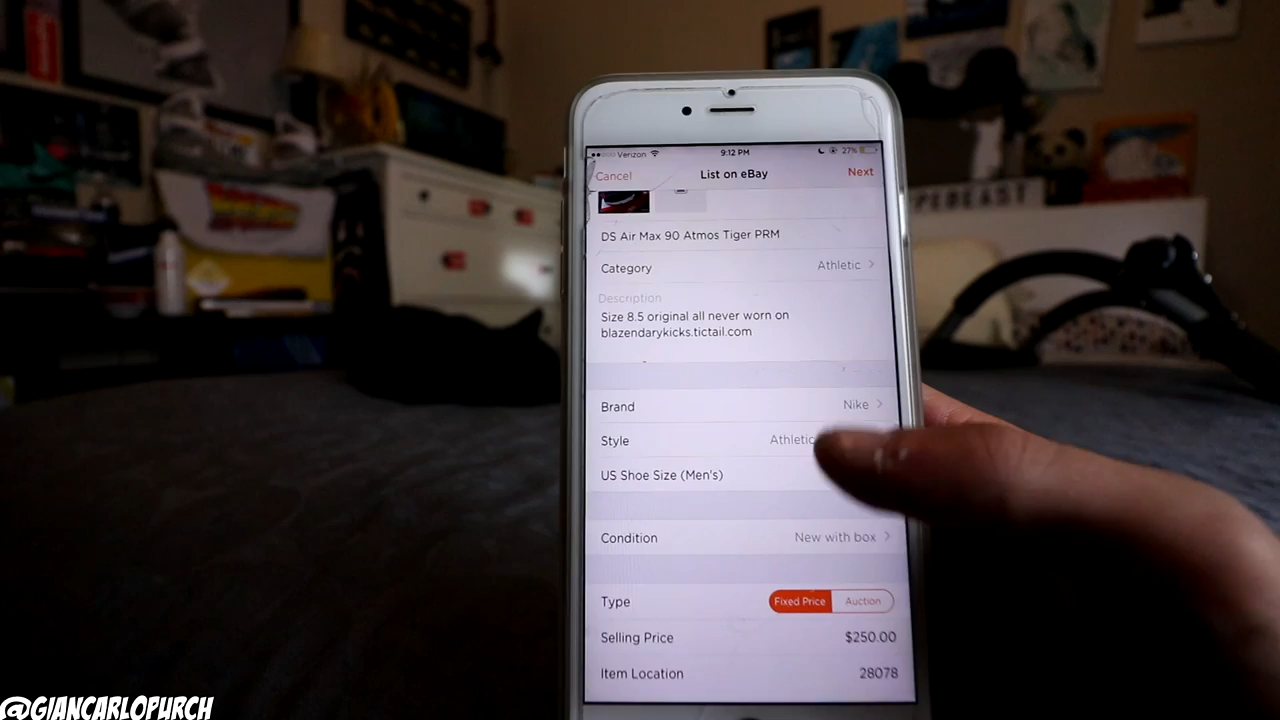 Verizon 9:12 PM 27%
Cancel List on eBay Next
DS Air Max 90 Atmos Tiger PRM
Category Athletic
Description
Size 8.5 original all never worn on
blazendarykicks.tictail.com
Brand Nike
Style Athletic
US Shoe Size (Men's)
Condition New with box
Type Fixed Price Auction
Selling Price $250.00
Item Location 28078
YPEBEAST
@GIANCARLOPURCH